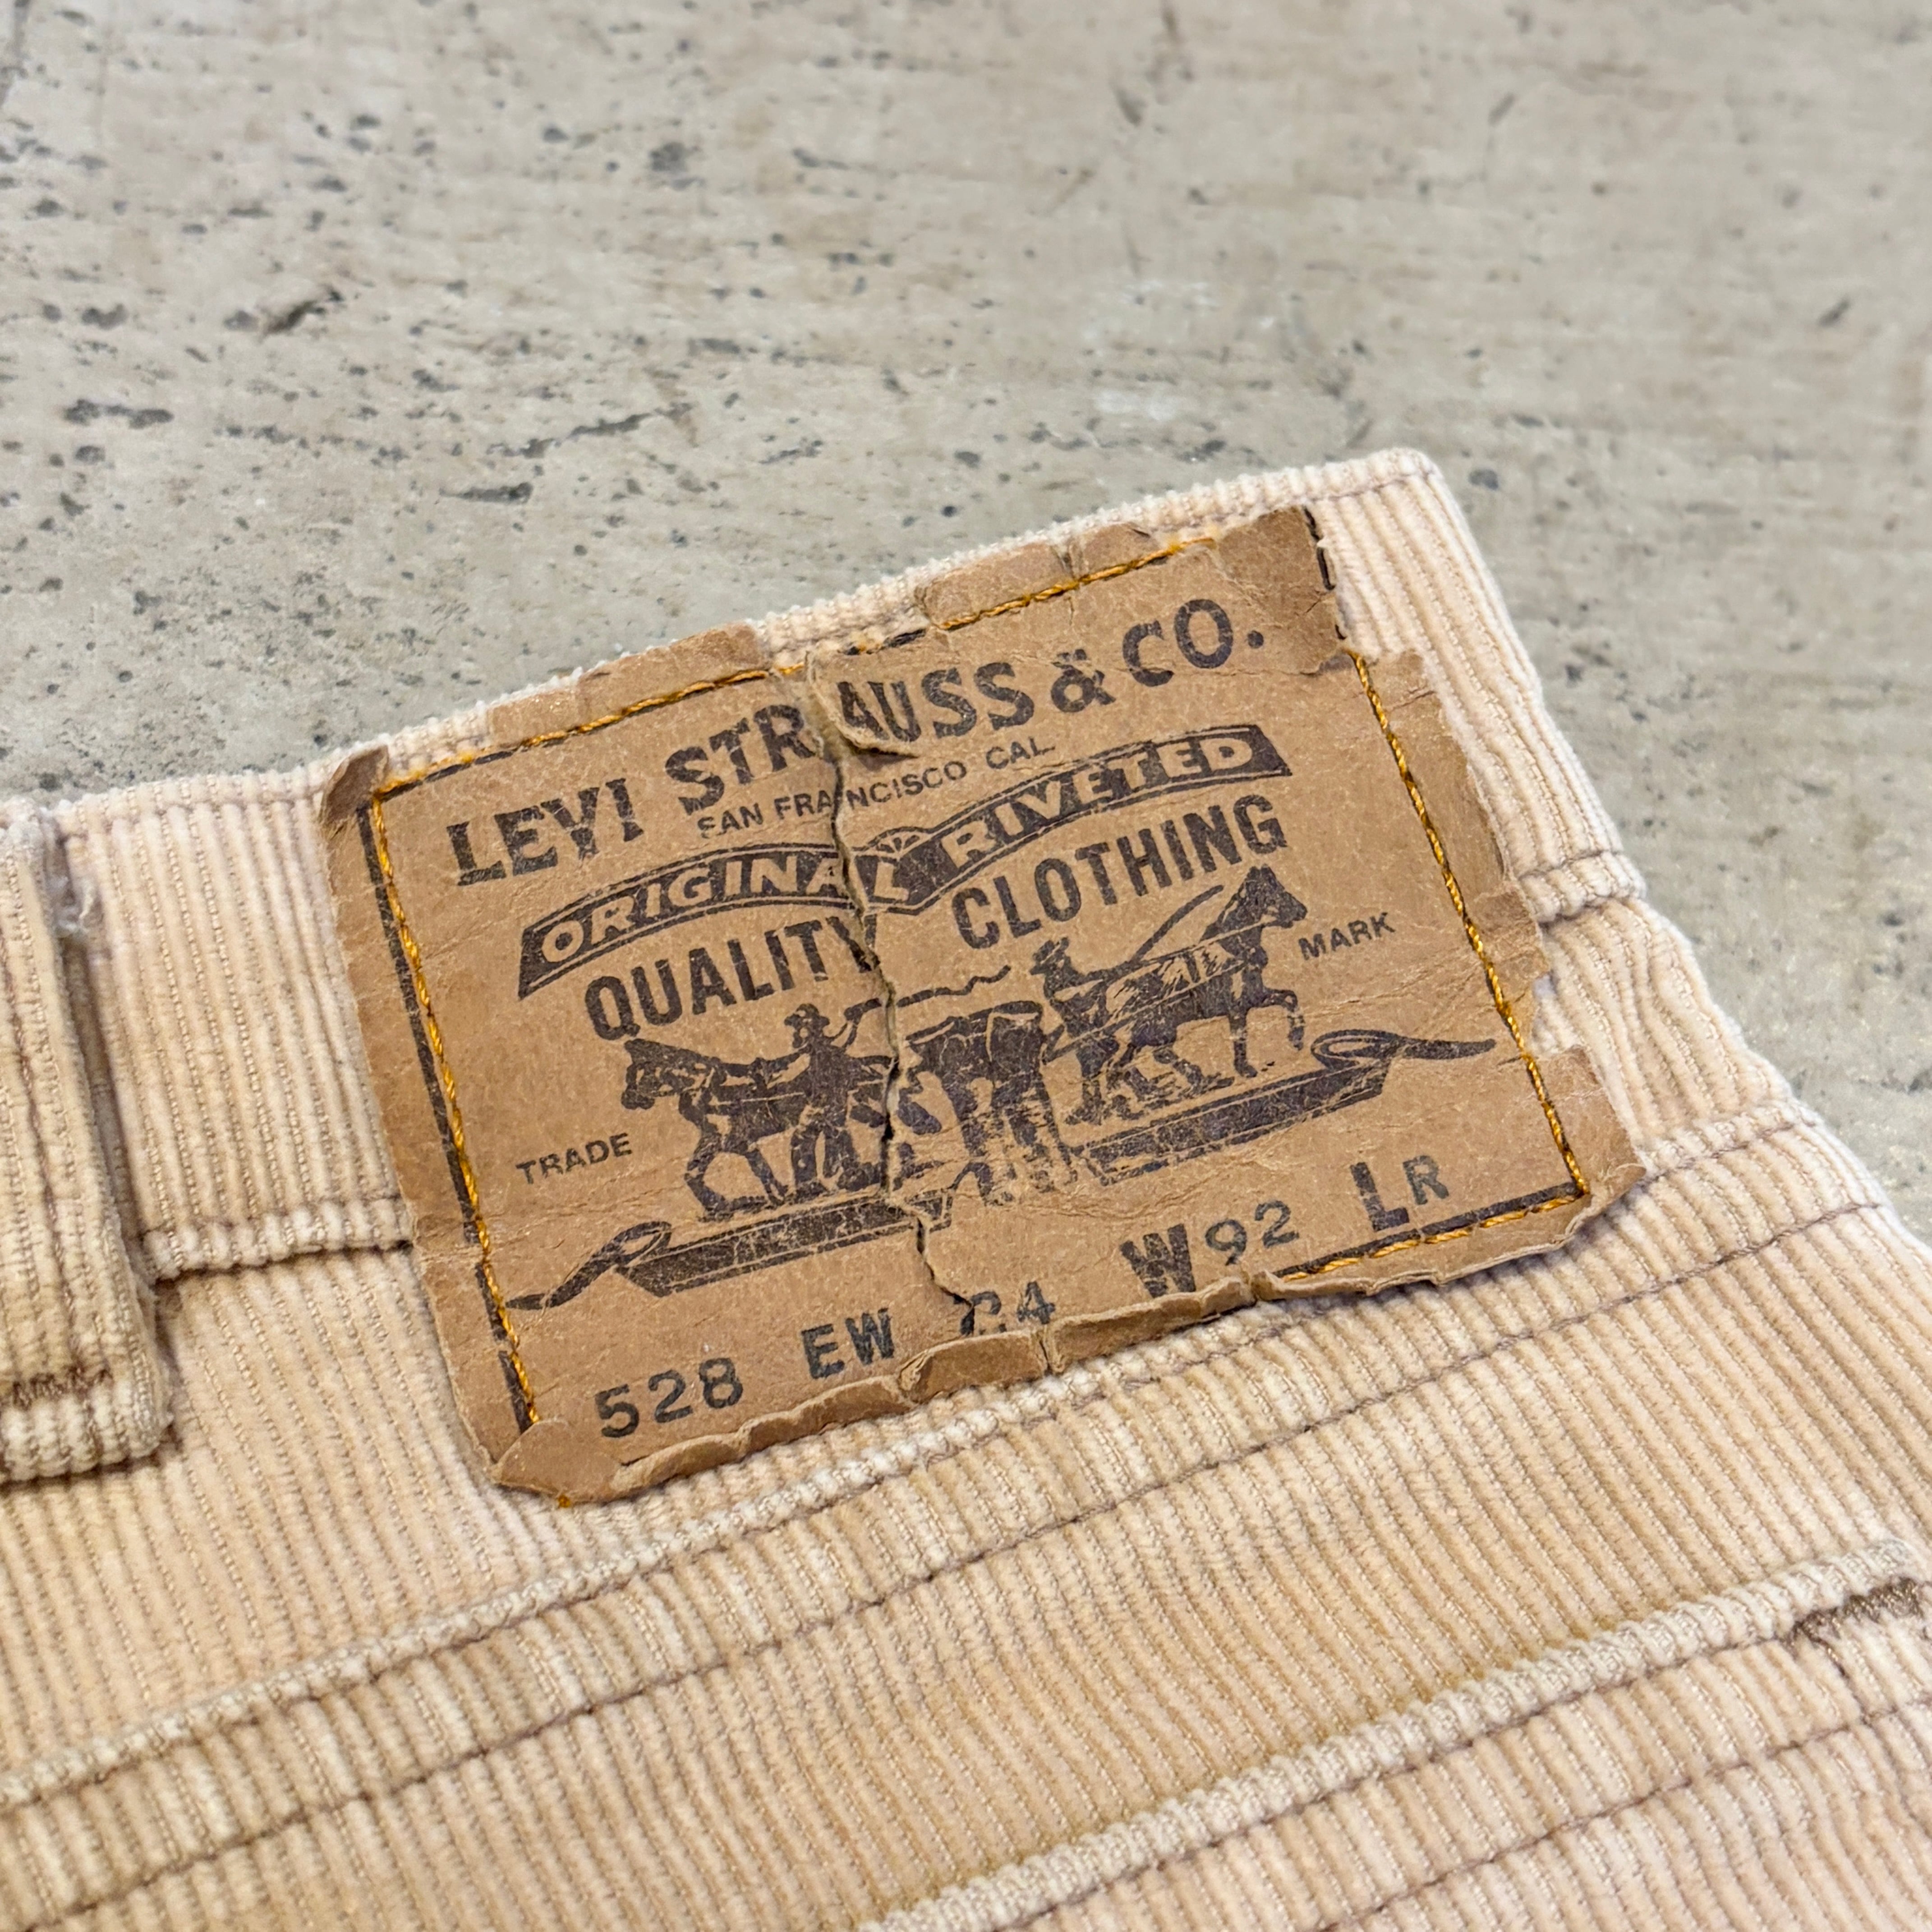 LEVI STRAUSS & CO.
SAN FRANCISCO CAL.
ORIGINAL RIVETED
QUALITY CLOTHING
TRADE MARK
528 EW W92 LR